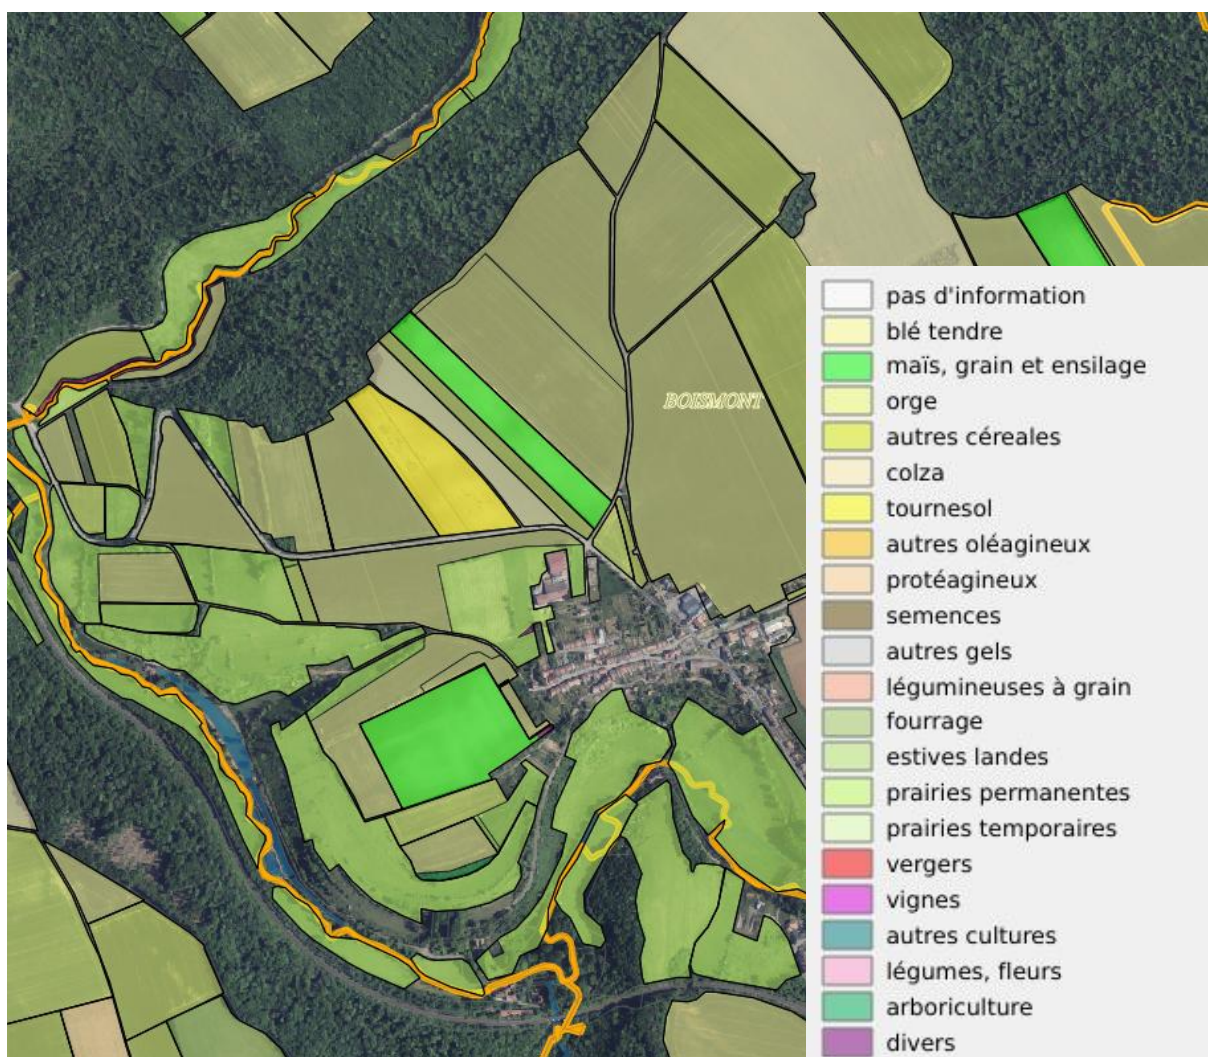 BOISMONT
pas d'information
blé tendre
maïs, grain et ensilage
orge
autres céreales
colza
tournesol
autres oléagineux
protéagineux
semences
autres gels
légumineuses à grain
fourrage
estives landes
prairies permanentes
prairies temporaires
vergers
vignes
autres cultures
légumes, fleurs
arboriculture
divers